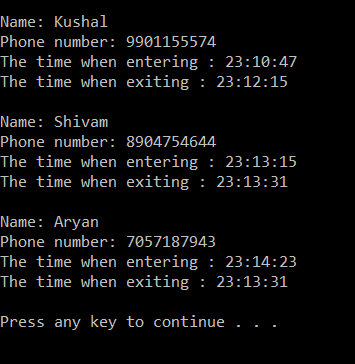 Name: Kushal
Phone number: 9901155574
The time when entering : 23:10:47
The time when exiting : 23:12:15
Name: Shivam
Phone number: 8904754644
The time when entering : 23:13:15
The time when exiting : 23:13:31
Name: Aryan
Phone number: 7057187943
The time when entering : 23:14:23
The time when exiting : 23:13:31
Press any key to continue . . .